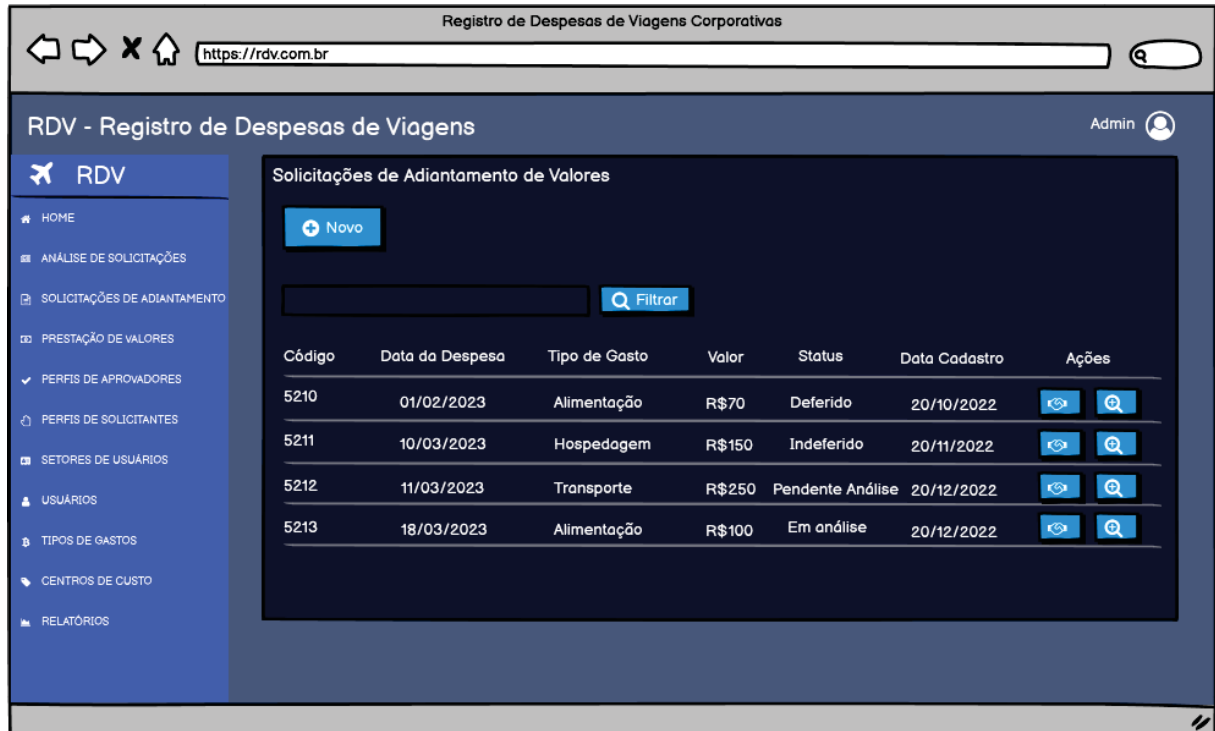 Registro de Despesas de Viagens Corporativas
https://rdv.com.br
RDV - Registro de Despesas de Viagens
Admin
RDV
HOME
ANÁLISE DE SOLICITAÇÕES
SOLICITAÇÕES DE ADIANTAMENTO
PRESTAÇÃO DE VALORES
PERFIS DE APROVADORES
PERFIS DE SOLICITANTES
SETORES DE USUÁRIOS
USUÁRIOS
TIPOS DE GASTOS
CENTROS DE CUSTO
RELATÓRIOS
Solicitações de Adiantamento de Valores
Novo
Filtrar
Código Data da Despesa Tipo de Gasto Valor Status Data Cadastro Ações
5210 01/02/2023 Alimentação R$70 Deferido 20/10/2022
5211 10/03/2023 Hospedagem R$150 Indeferido 20/11/2022
5212 11/03/2023 Transporte R$250 Pendente Análise 20/12/2022
5213 18/03/2023 Alimentação R$100 Em análise 20/12/2022